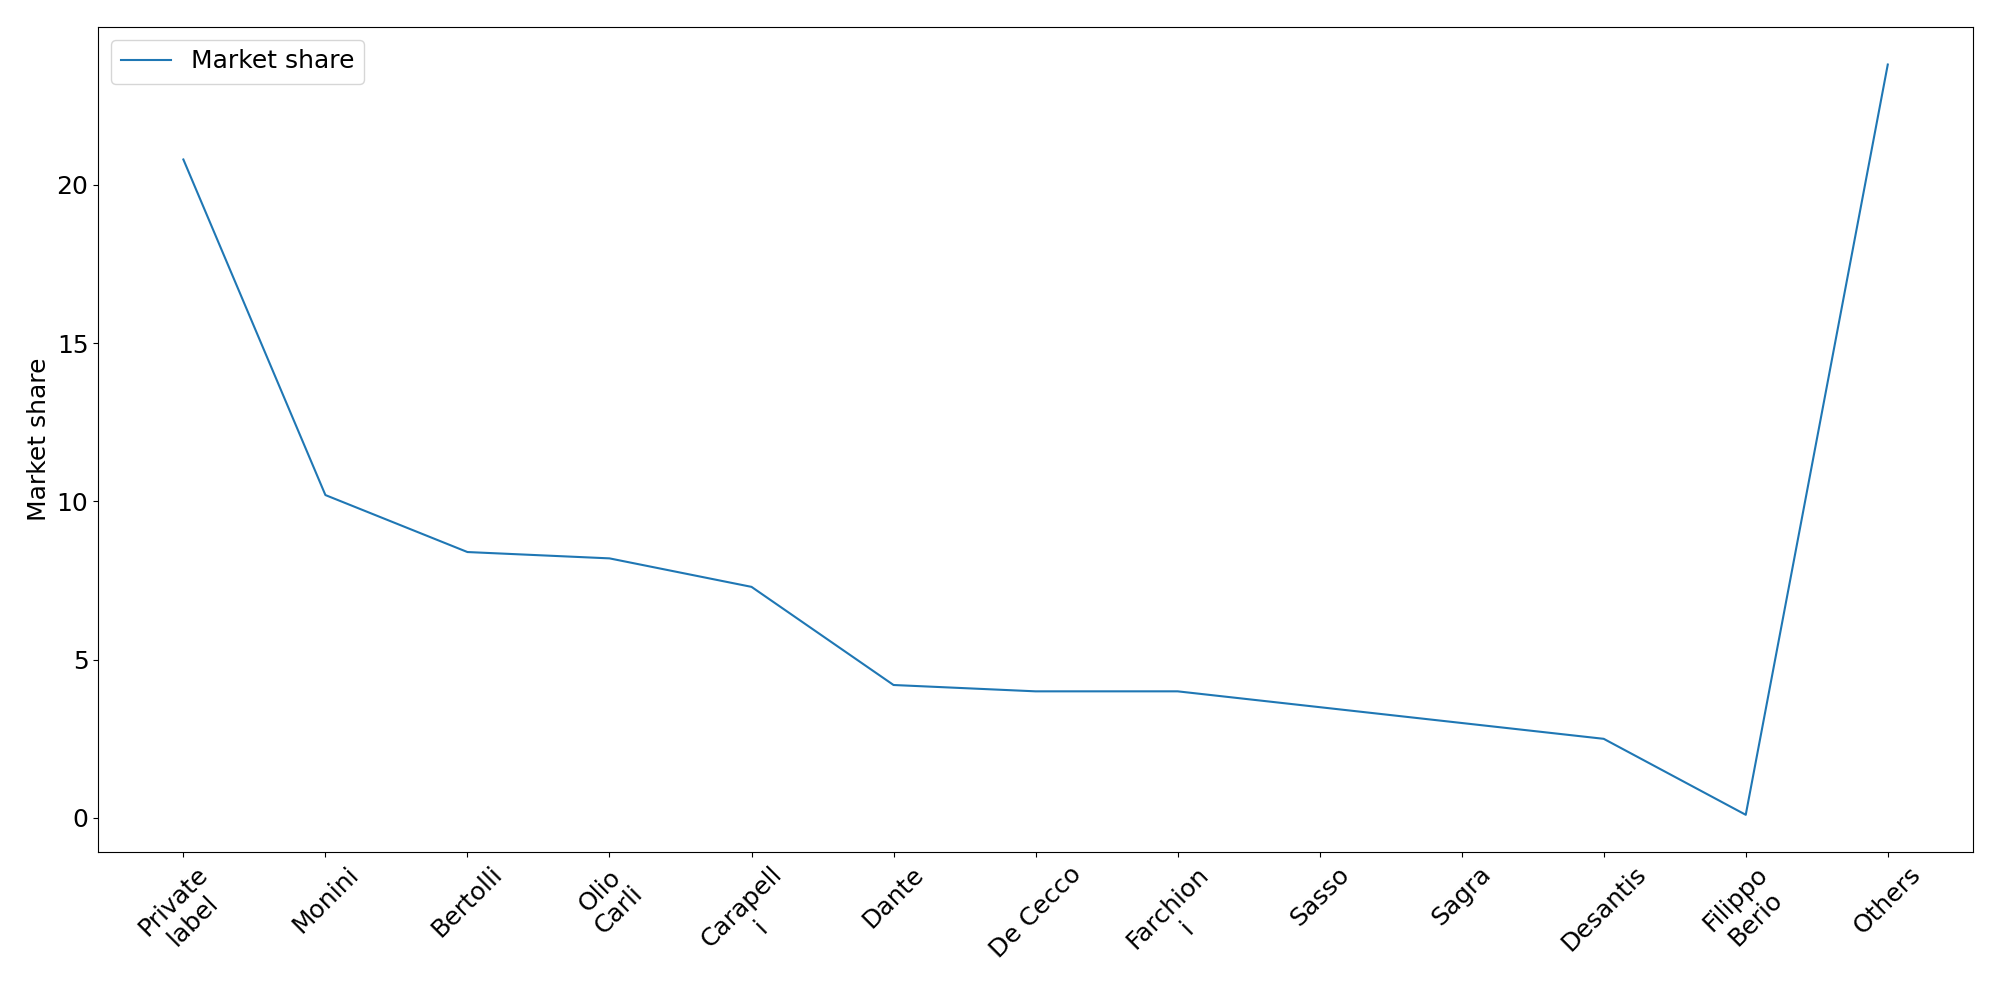 Market share
Market share
20
15
10
5
0
Private
label
Monini
Bertolli
Olio
Carli
Carapell
i
Dante
De Cecco
Farchion
i
Sasso
Sagra
Desantis
Filippo
Berio
Others